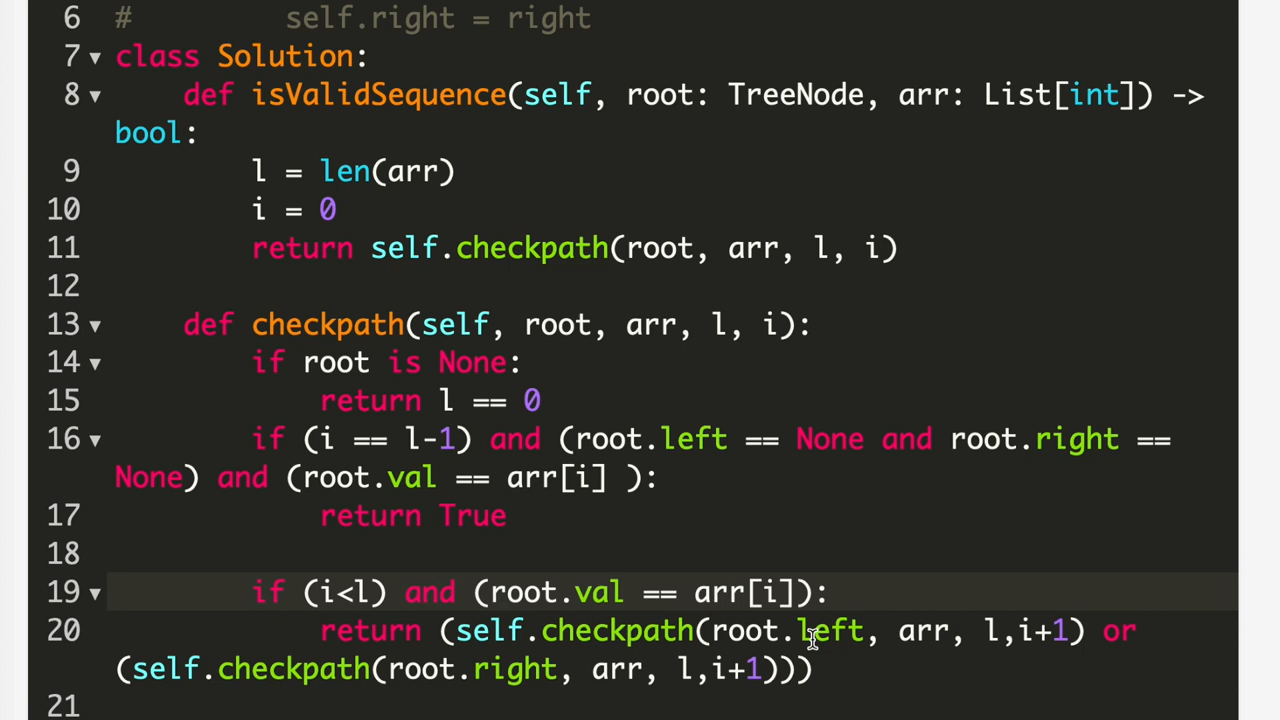 6 #         self.right = right
7 class Solution:
8     def isValidSequence(self, root: TreeNode, arr: List[int]) ->
bool:
9         l = len(arr)
10         i = 0
11         return self.checkpath(root, arr, l, i)
12
13     def checkpath(self, root, arr, l, i):
14         if root is None:
15             return l == 0
16         if (i == l-1) and (root.left == None and root.right ==
None) and (root.val == arr[i] ):
17             return True
18
19         if (i<l) and (root.val == arr[i]):
20             return (self.checkpath(root.left, arr, l,i+1) or
(self.checkpath(root.right, arr, l,i+1)))
21